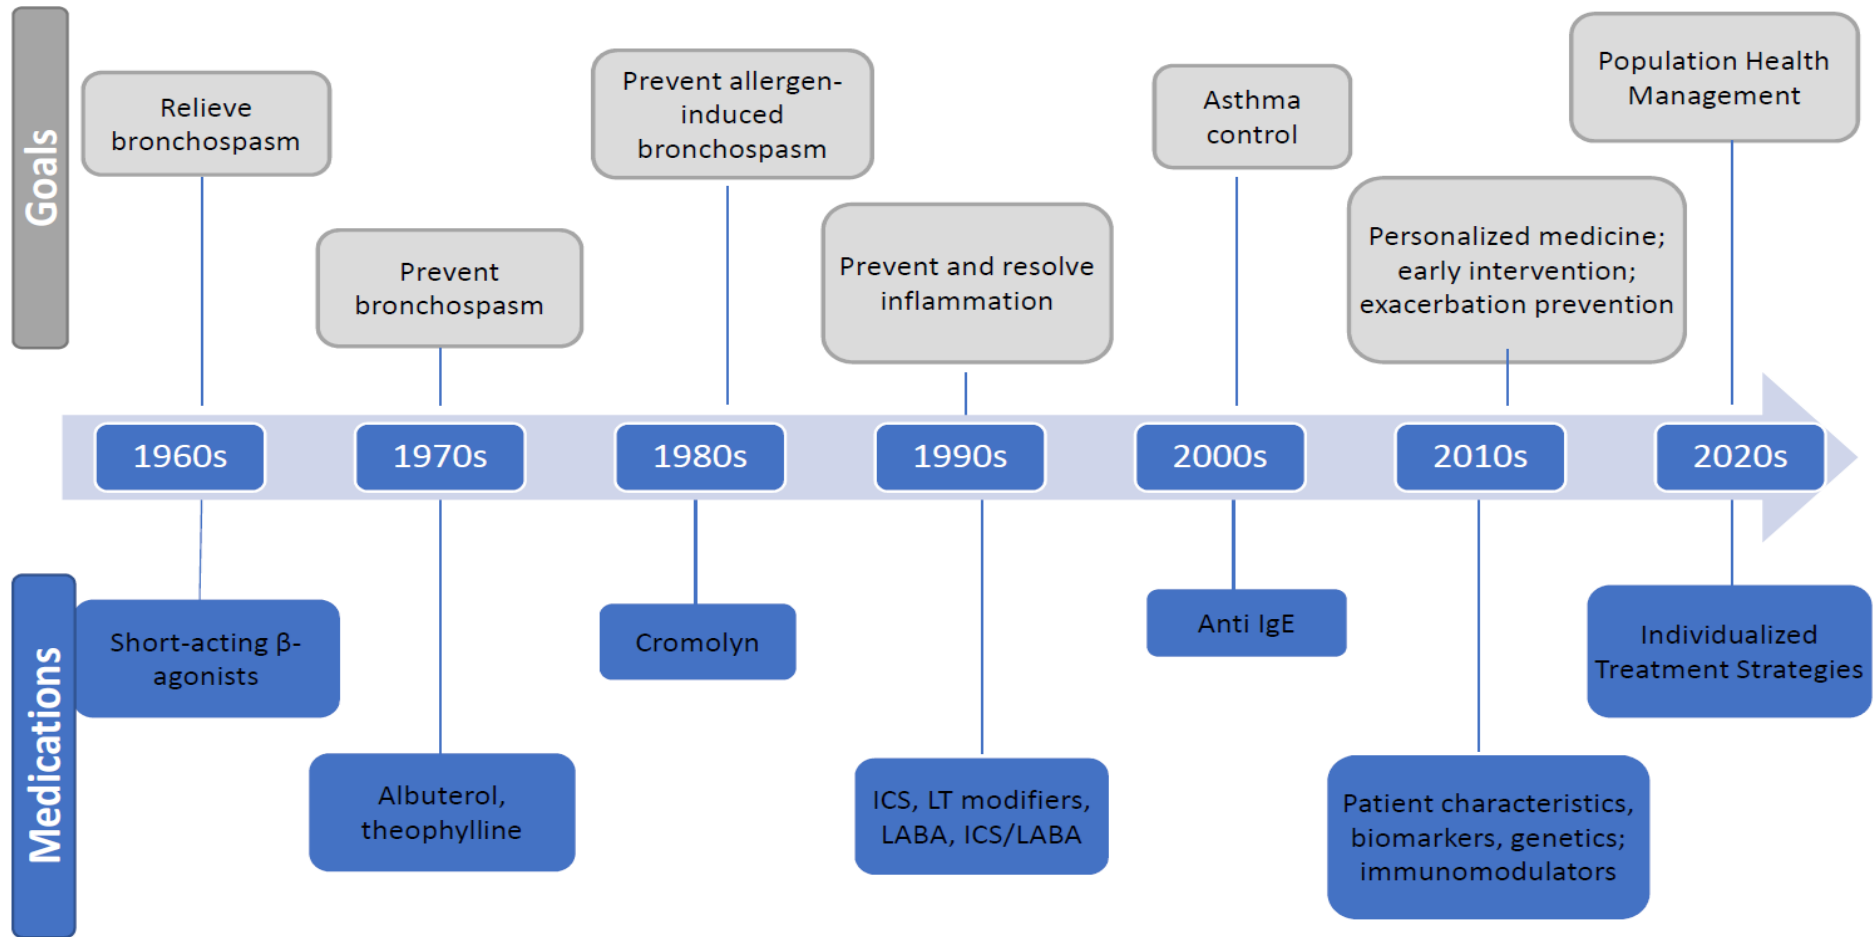 Goals
Relieve
bronchospasm
Prevent
bronchospasm
Prevent allergen-
induced
bronchospasm
Prevent and resolve
inflammation
Asthma
control
Personalized medicine;
early intervention;
exacerbation prevention
Population Health
Management
1960s
1970s
1980s
1990s
2000s
2010s
2020s
Medications
Short-acting β-
agonists
Albuterol,
theophylline
Cromolyn
ICS, LT modifiers,
LABA, ICS/LABA
Anti IgE
Patient characteristics,
biomarkers, genetics;
immunomodulators
Individualized
Treatment Strategies